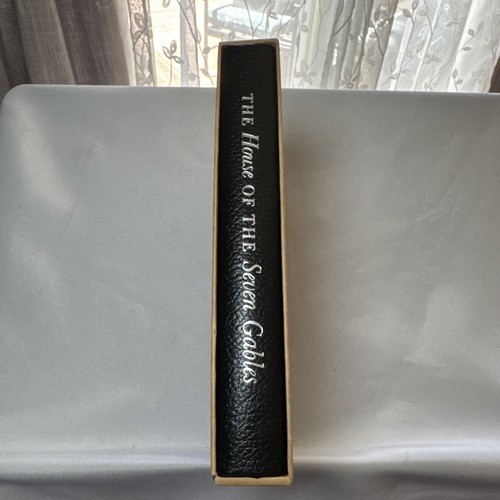 THE House OF THE Seven Gables